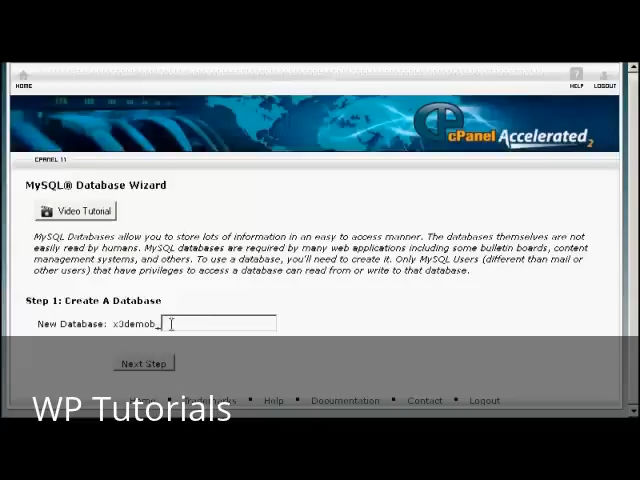 HOME
HELP
LOGOUT
cPanel Accelerated2
CPANEL 11
MySQL® Database Wizard
Video Tutorial
MySQL Databases allow you to store lots of information in an easy to access manner. The databases themselves are not
easily read by humans. MySQL databases are required by many web applications including some bulletin boards, content
management systems, and others. To use a database, you'll need to create it. Only MySQL Users (different than mail or
other users) that have privileges to access a database can read from or write to that database.
Step 1: Create A Database
New Database: x3demob_
Next Step
Home ▪ Trademarks ▪ Help ▪ Documentation ▪ Contact ▪ Logout
WP Tutorials